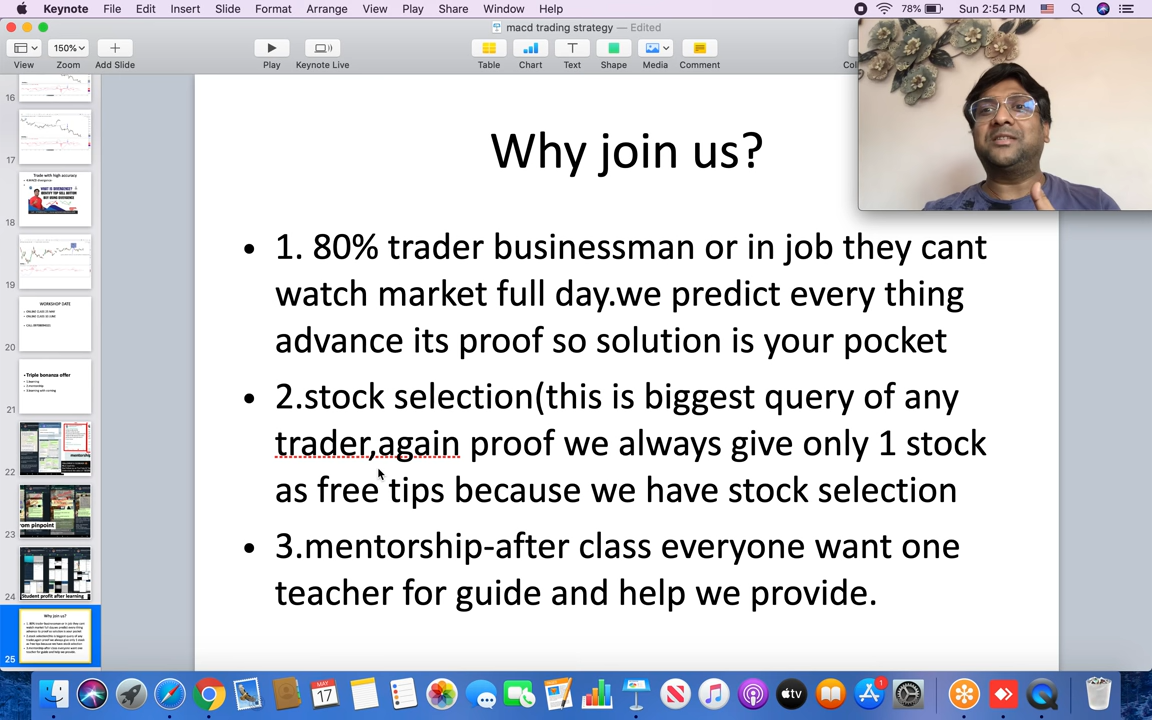 Keynote File Edit Insert Slide Format Arrange View Play Share Window Help
78% Sun 2:54 PM
macd trading strategy — Edited
150%
View Zoom Add Slide Play Keynote Live Table Chart Text Shape Media Comment
16
17
Trade with high accuracy
18
19
WORKSHOP DATE
20
• Triple bonanza offer
21
22
rom pinpoint
23
Student profit after learning
24
Why join us?
25
Why join us?
• 1. 80% trader businessman or in job they cant
watch market full day.we predict every thing
advance its proof so solution is your pocket
• 2.stock selection(this is biggest query of any
trader,again proof we always give only 1 stock
as free tips because we have stock selection
• 3.mentorship-after class everyone want one
teacher for guide and help we provide.
MAY
17
tv
1